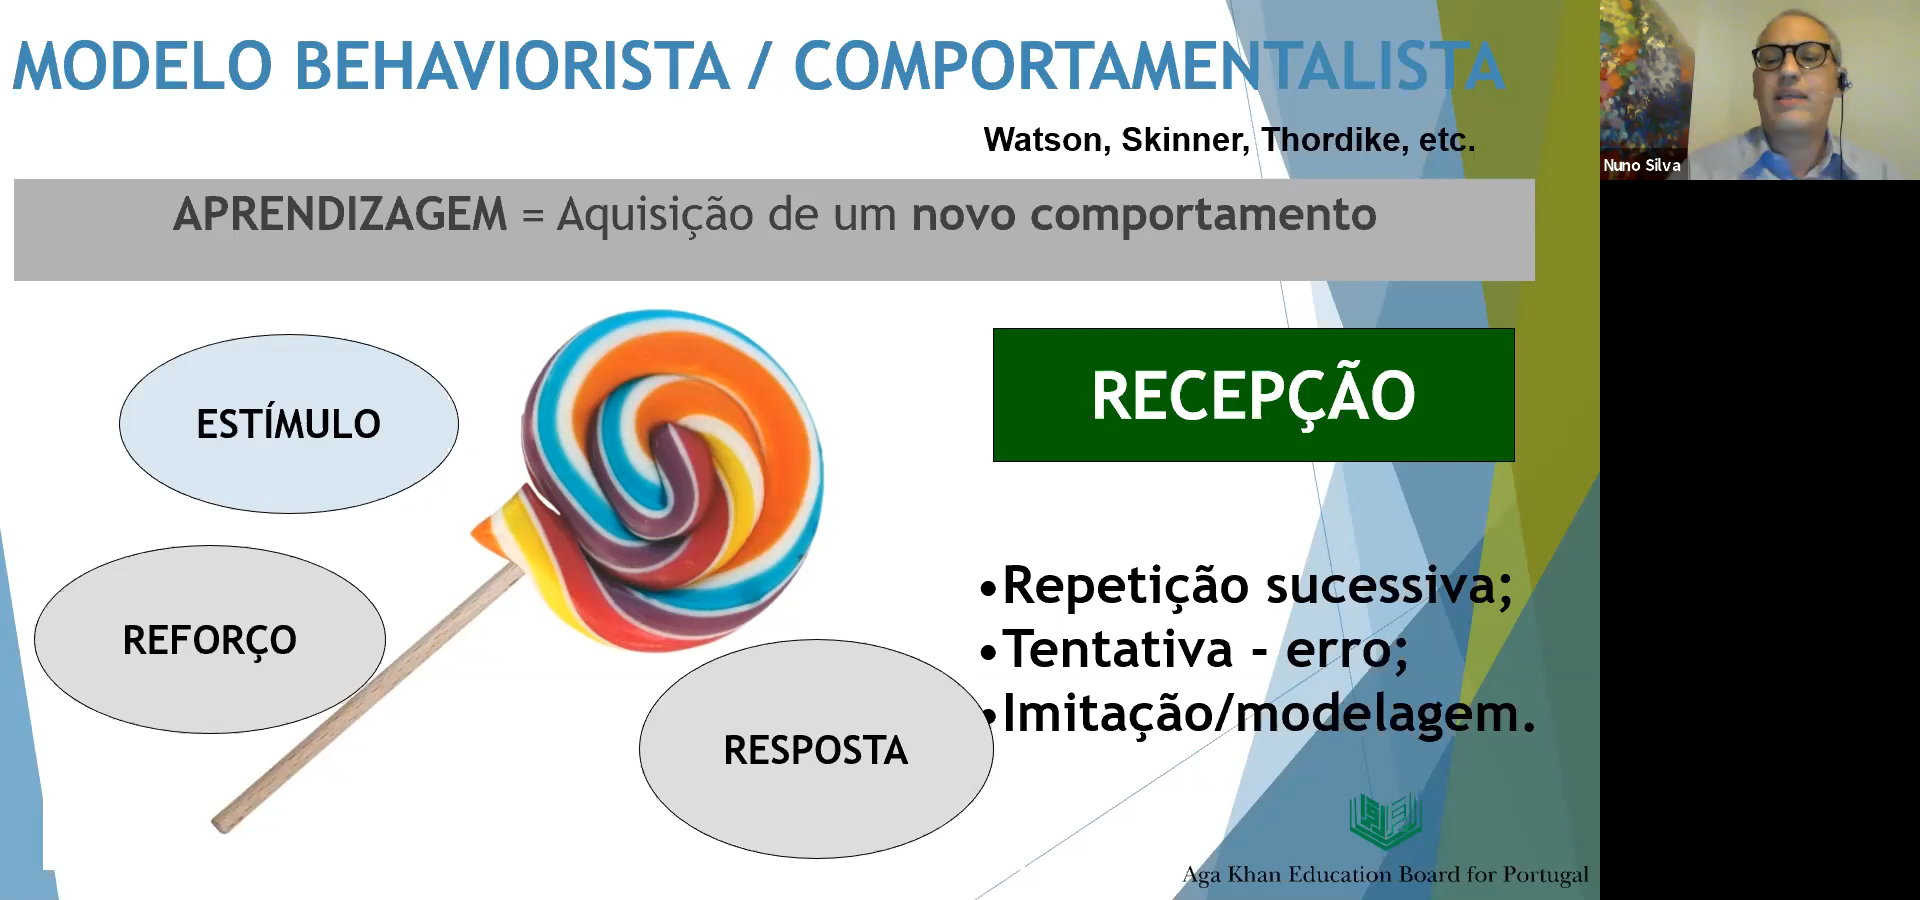 MODELO BEHAVIORISTA / COMPORTAMENTALISTA
Watson, Skinner, Thordike, etc.
Nuno Silva
APRENDIZAGEM = Aquisição de um novo comportamento
ESTÍMULO
RECEPÇÃO
REFORÇO
RESPOSTA
•Repetição sucessiva;
•Tentativa - erro;
•Imitação/modelagem.
Aga Khan Education Board for Portugal